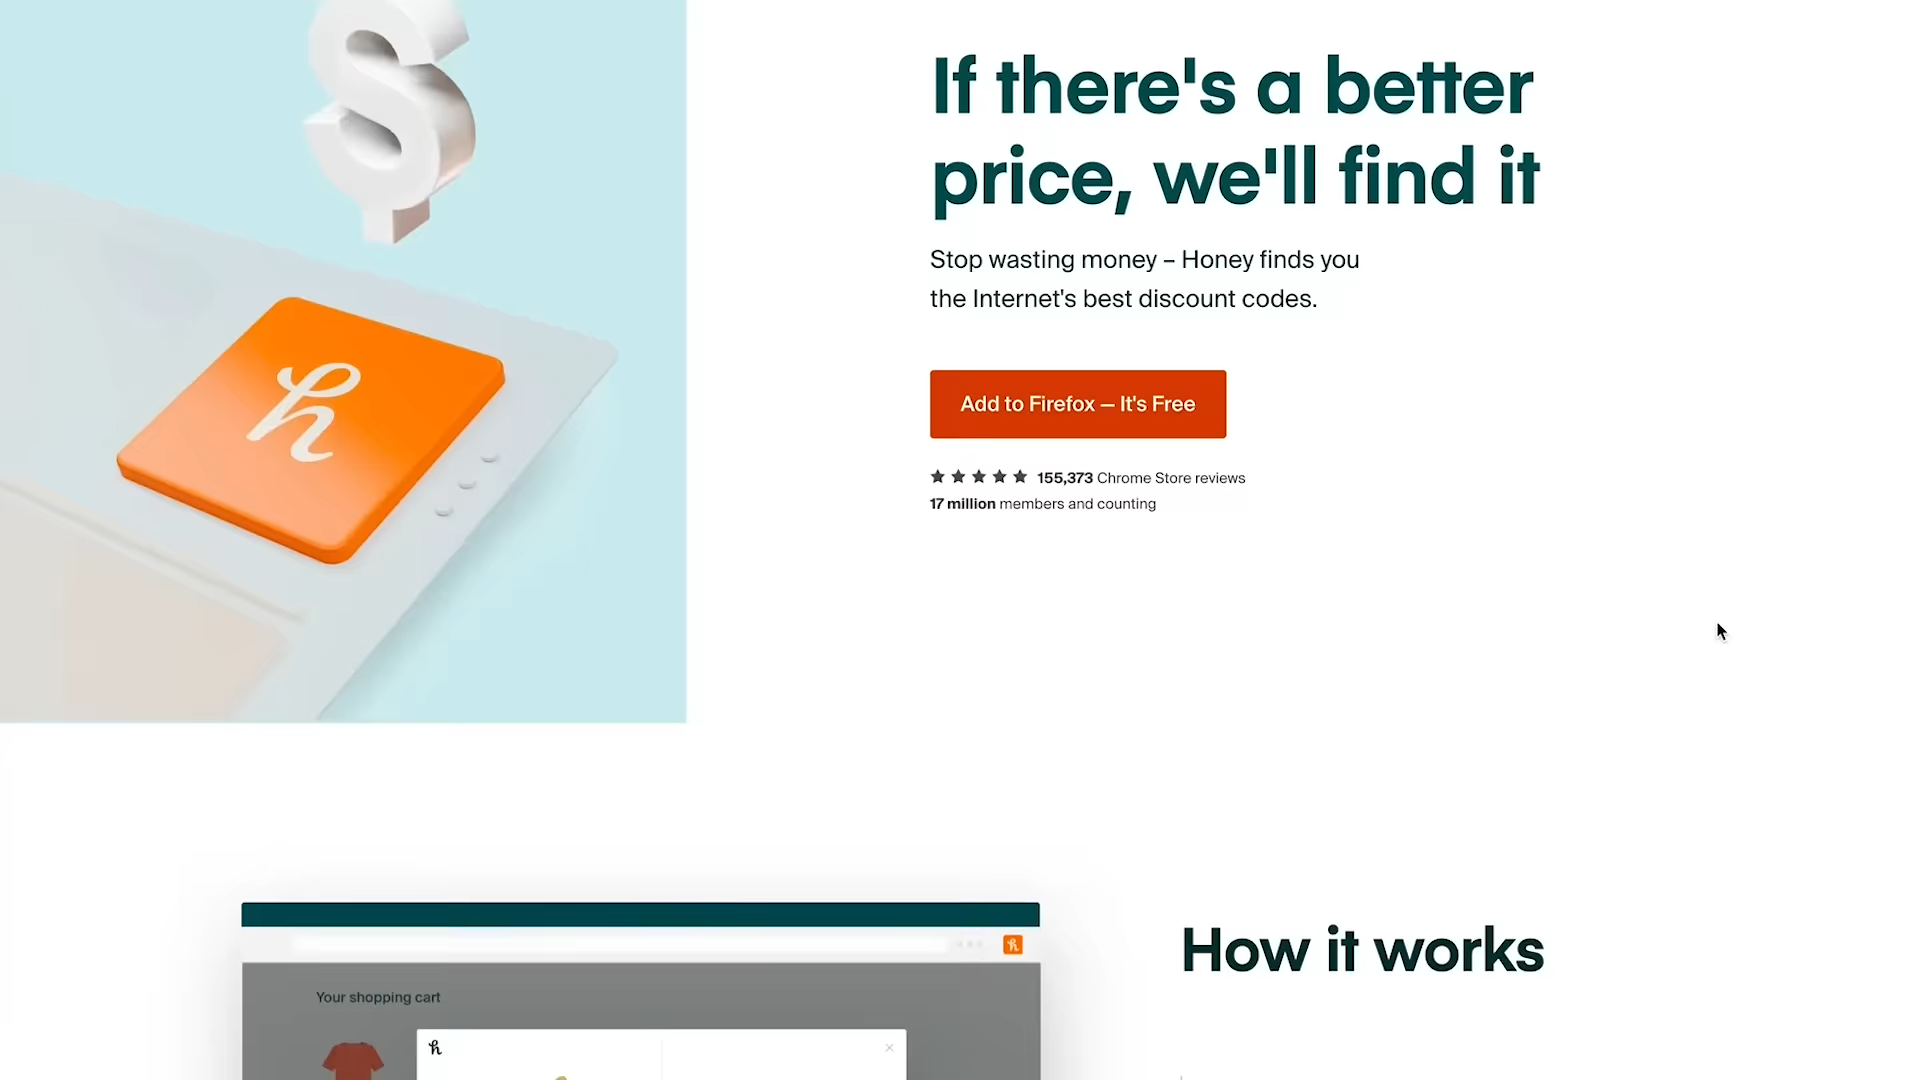 If there's a better
price, we'll find it
Stop wasting money – Honey finds you
the Internet's best discount codes.
Add to Firefox — It's Free
155,373 Chrome Store reviews
17 million members and counting
How it works
Your shopping cart
h
h
h
$